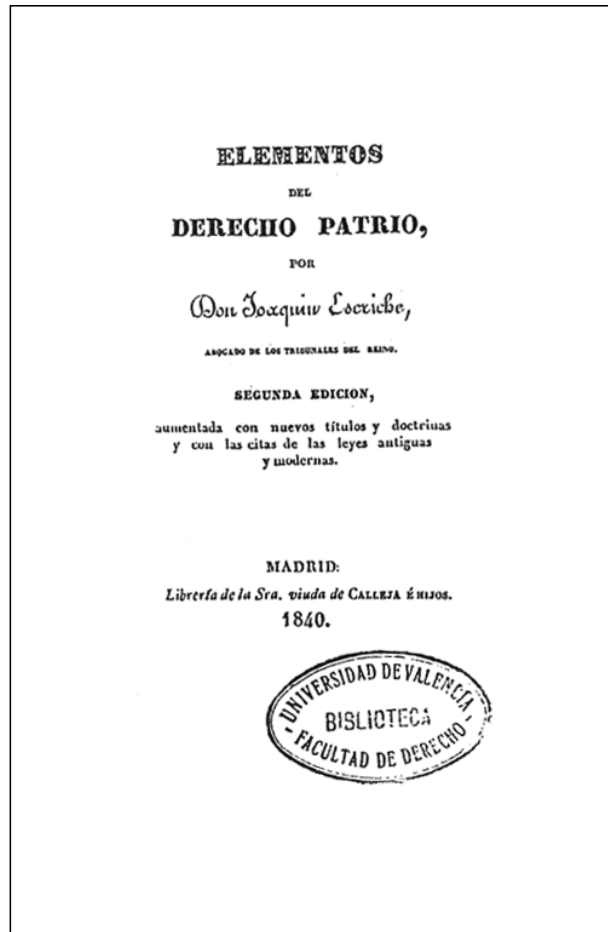 ELEMENTOS
DEL
DERECHO PATRIO,
POR
Don Joaquin Escriche,
ABOGADO DE LOS TRIBUNALES DEL REINO.
SEGUNDA EDICION,
aumentada con nuevos títulos y doctrinas
y con las citas de las leyes antiguas
y modernas.
MADRID:
Librería de la Sra. viuda de CALLEJA É HIJOS.
1840.
UNIVERSIDAD DE VALENCIA
BIBLIOTECA
- FACULTAD DE DERECHO -